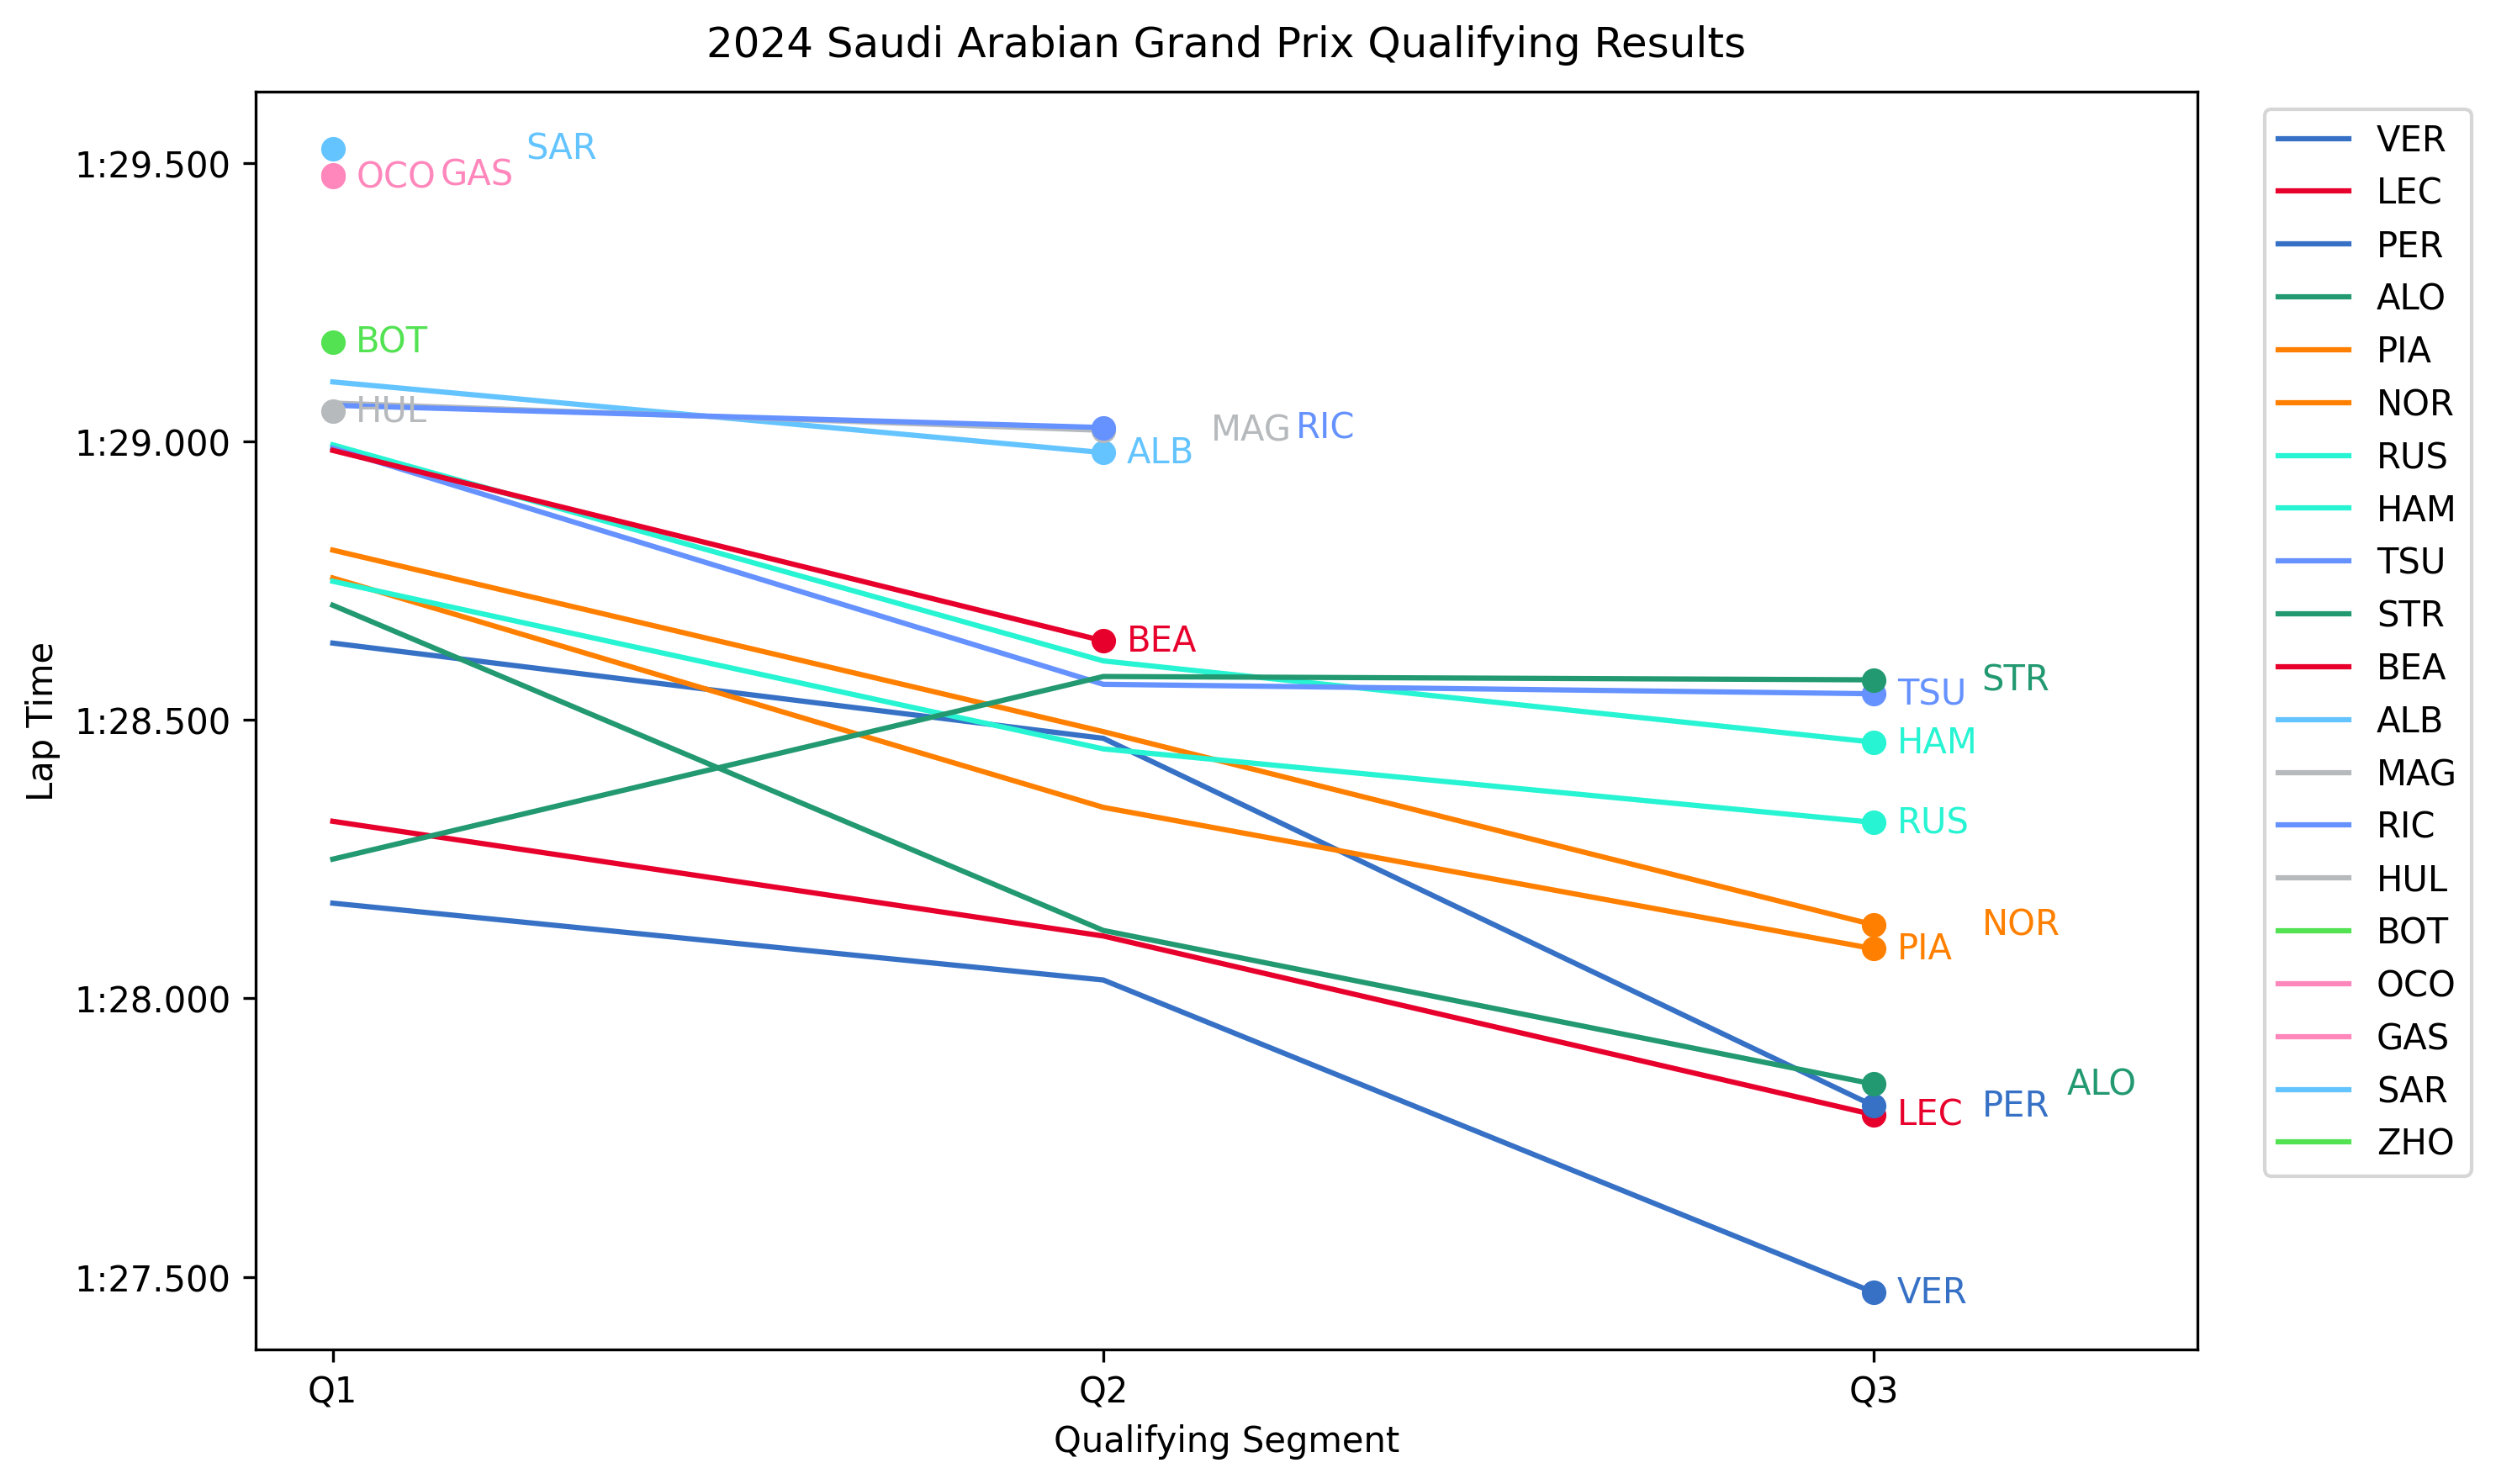 2024 Saudi Arabian Grand Prix Qualifying Results
Lap Time
1:29.500
1:29.000
1:28.500
1:28.000
1:27.500
SAR
OCO GAS
BOT
HUL
MAG RIC
ALB
BEA
STR
TSU
HAM
RUS
NOR
PIA
ALO
PER
LEC
VER
Q1 Q2 Q3
Qualifying Segment
VER
LEC
PER
ALO
PIA
NOR
RUS
HAM
TSU
STR
BEA
ALB
MAG
RIC
HUL
BOT
OCO
GAS
SAR
ZHO